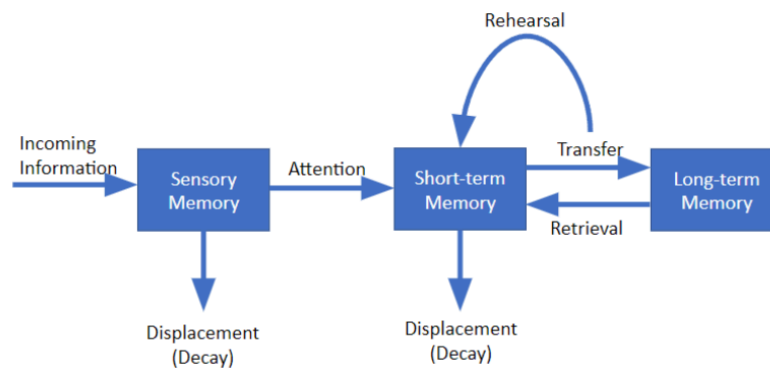 Rehearsal
Incoming
Information
Sensory
Memory
Attention
Short-term
Memory
Transfer
Retrieval
Long-term
Memory
Displacement
(Decay)
Displacement
(Decay)